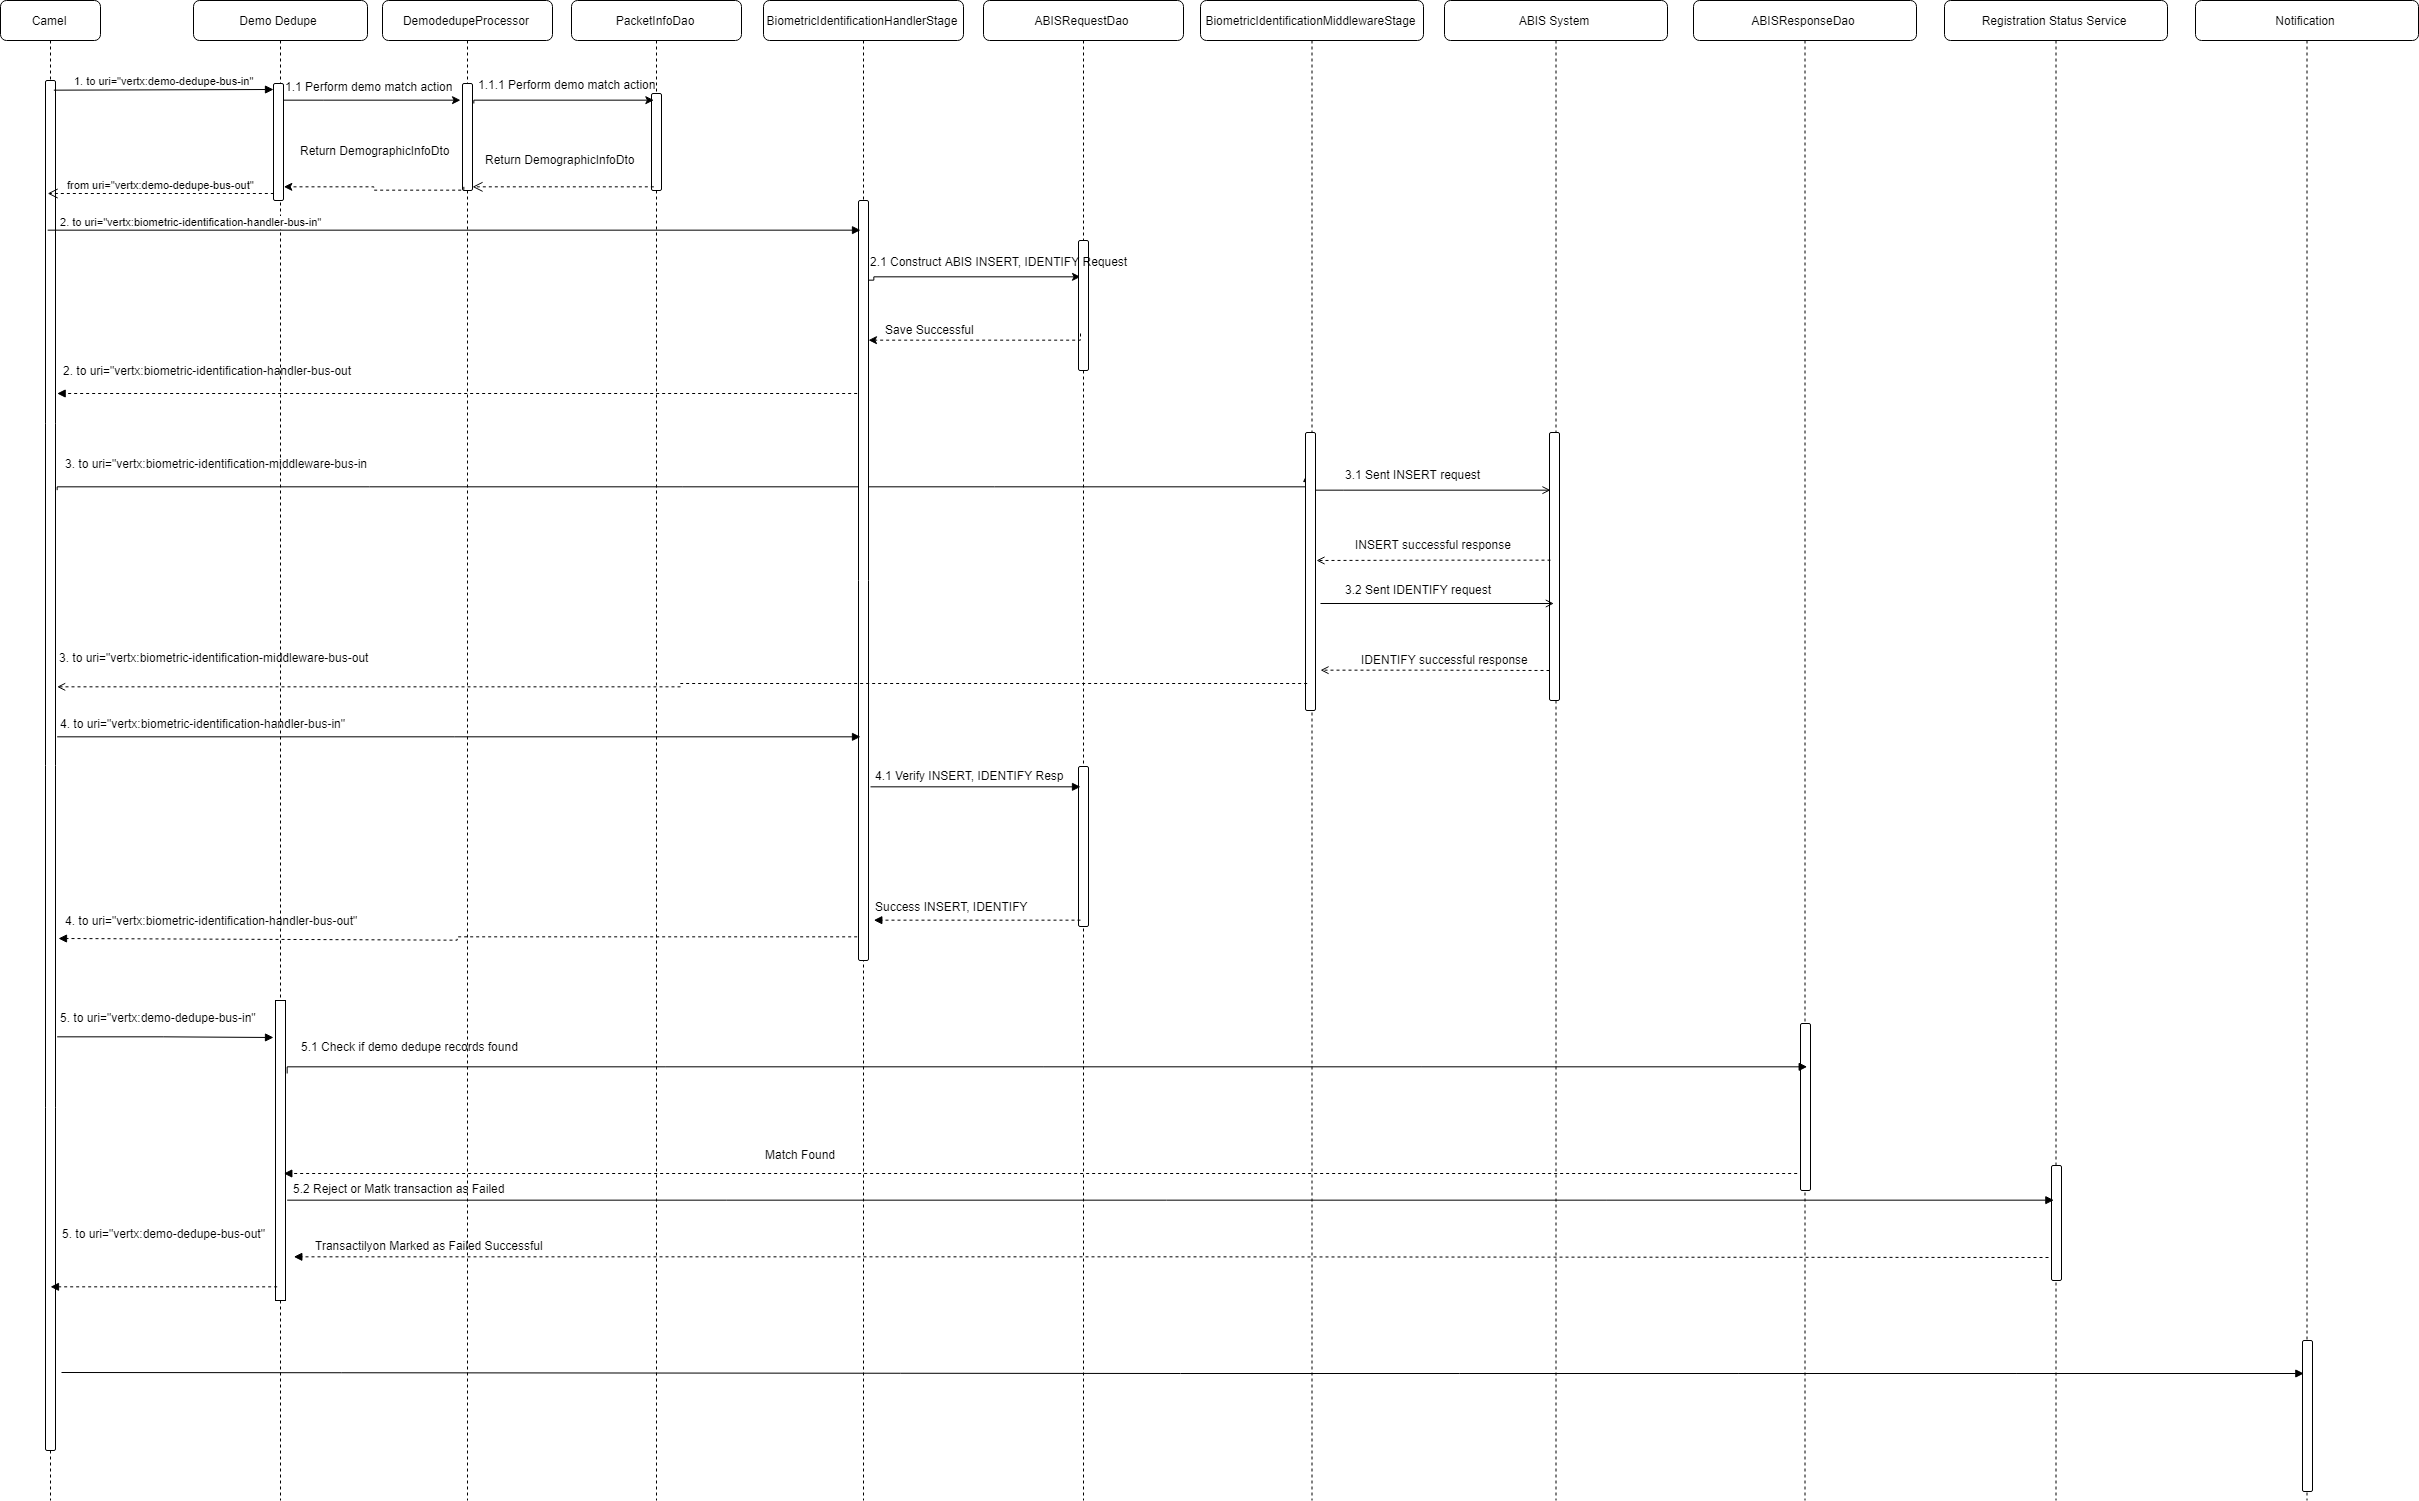 Camel
Demo Dedupe
DemodedupeProcessor
PacketInfoDao
BiometricIdentificationHandlerStage
ABISRequestDao
BiometricIdentificationMiddlewareStage
ABIS System
ABISResponseDao
Registration Status Service
Notification
1. to uri="vertx:demo-dedupe-bus-in"
1.1 Perform demo match action
1.1.1 Perform demo match action
Return DemographicInfoDto
Return DemographicInfoDto
from uri="vertx:demo-dedupe-bus-out"
2. to uri="vertx:biometric-identification-handler-bus-in"
2.1 Construct ABIS INSERT, IDENTIFY Request
Save Successful
2. to uri="vertx:biometric-identification-handler-bus-out
3. to uri="vertx:biometric-identification-middleware-bus-in
3.1 Sent INSERT request
INSERT successful response
3.2 Sent IDENTIFY request
3. to uri="vertx:biometric-identification-middleware-bus-out
IDENTIFY successful response
4. to uri="vertx:biometric-identification-handler-bus-in"
4.1 Verify INSERT, IDENTIFY Resp
Success INSERT, IDENTIFY
4. to uri="vertx:biometric-identification-handler-bus-out"
5. to uri="vertx:demo-dedupe-bus-in"
5.1 Check if demo dedupe records found
Match Found
5.2 Reject or Matk transaction as Failed
5. to uri="vertx:demo-dedupe-bus-out"
Transactilyon Marked as Failed Successful